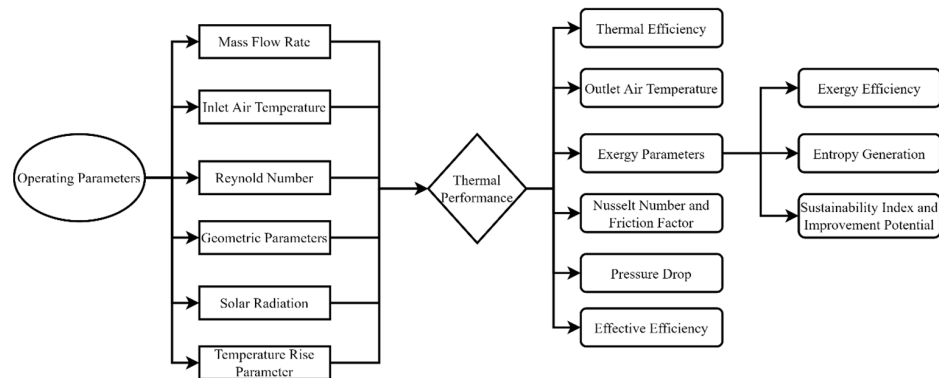 Operating Parameters
Mass Flow Rate
Inlet Air Temperature
Reynold Number
Geometric Parameters
Solar Radiation
Temperature Rise
Parameter
Thermal
Performance
Thermal Efficiency
Outlet Air Temperature
Exergy Parameters
Nusselt Number and
Friction Factor
Pressure Drop
Effective Efficiency
Exergy Efficiency
Entropy Generation
Sustainability Index and
Improvement Potential